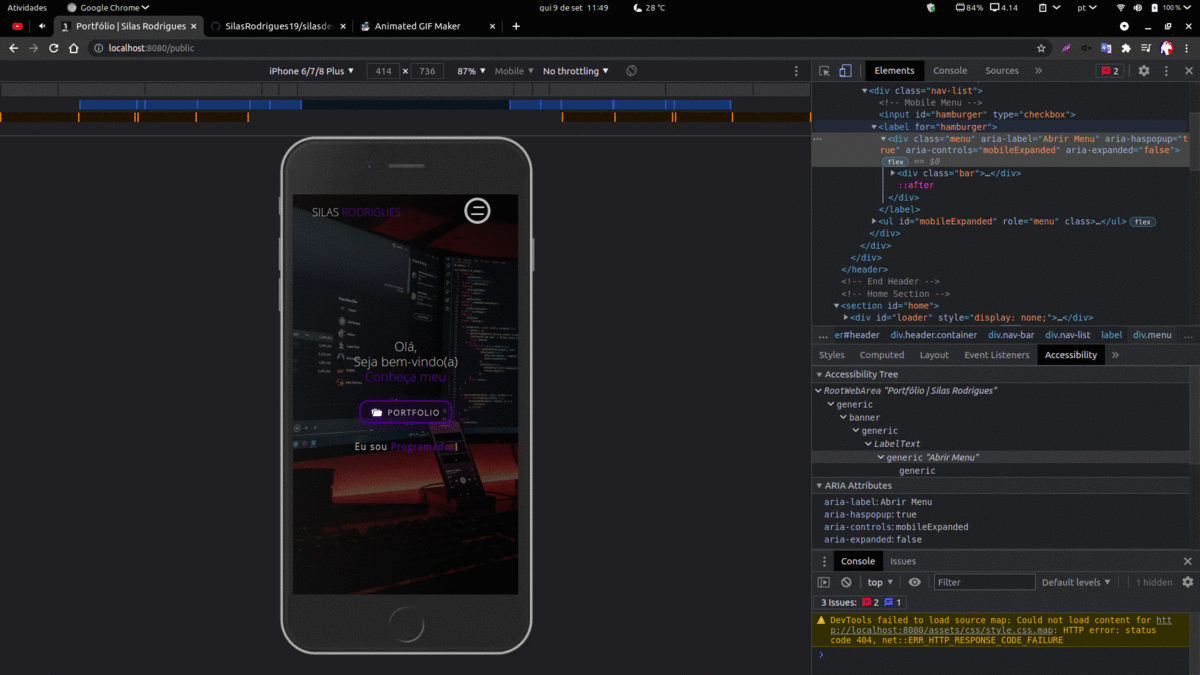 Atividades Google Chrome qui 9 de set 11:49 28 °C 84% 4.14 pt 100%
Portfólio | Silas Rodrigues × SilasRodrigues19/silasde × Animated GIF Maker × +
localhost:8080/public
iPhone 6/7/8 Plus ▼ 414 × 736 87% ▼ Mobile ▼ No throttling ▼
Elements Console Sources » 2
<div class="nav-list">
<!-- Mobile Menu -->
<input id="hamburger" type="checkbox">
<label for="hamburger">
<div class="menu" aria-label="Abrir Menu" aria-haspopup="t
rue" aria-controls="mobileExpanded" aria-expanded="false">
flex == $0
<div class="bar">…</div>
::after
</div>
</label>
<ul id="mobileExpanded" role="menu" class>…</ul> flex
</div>
</div>
</div>
</header>
<!-- End Header -->
<!-- Home Section -->
<section id="home">
<div id="loader" style="display: none;">…</div>
... er#header div.header.container div.nav-bar div.nav-list label div.menu ...
Styles Computed Layout Event Listeners Accessibility »
Accessibility Tree
RootWebArea "Portfólio | Silas Rodrigues"
generic
banner
generic
LabelText
generic "Abrir Menu"
generic
ARIA Attributes
aria-label: Abrir Menu
aria-haspopup: true
aria-controls: mobileExpanded
aria-expanded: false
Console Issues
top ▼ Filter Default levels ▼ 1 hidden
3 Issues: 2 1
DevTools failed to load source map: Could not load content for htt
p://localhost:8080/assets/css/style.css.map: HTTP error: status
code 404, net::ERR_HTTP_RESPONSE_CODE_FAILURE
SILAS RODRIGUES
Olá,
Seja bem-vindo(a)
Conheça meu
PORTFOLIO
Eu sou Programador|